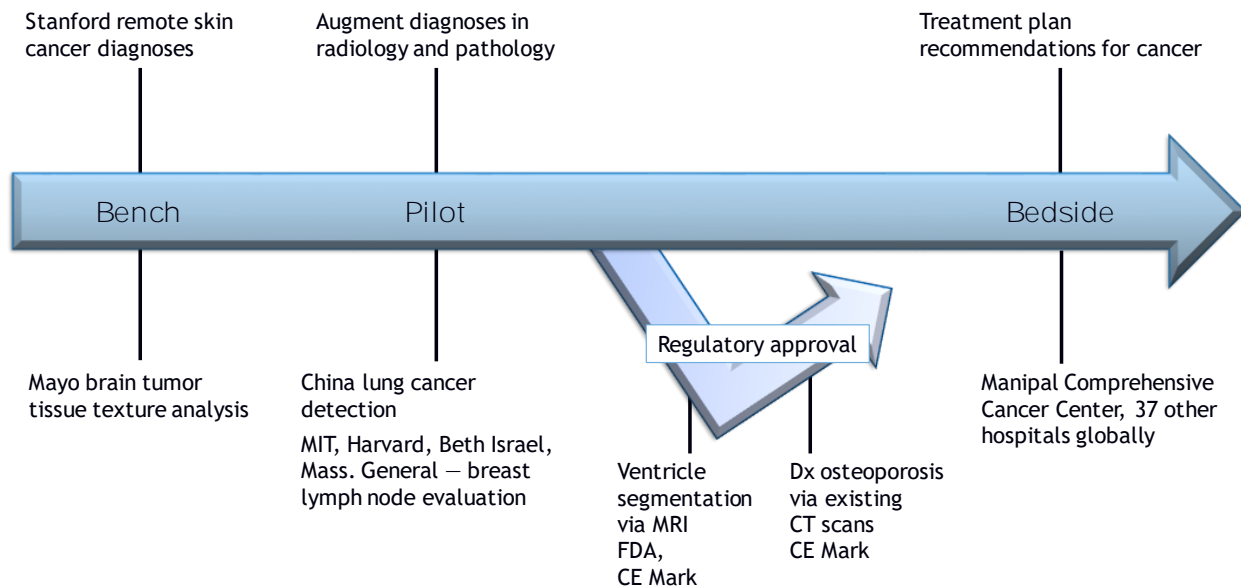 Stanford remote skin
cancer diagnoses
Augment diagnoses in
radiology and pathology
Treatment plan
recommendations for cancer
Bench
Pilot
Bedside
Regulatory approval
Mayo brain tumor
tissue texture analysis
China lung cancer
detection
MIT, Harvard, Beth Israel,
Mass. General — breast
lymph node evaluation
Ventricle
segmentation
via MRI
FDA,
CE Mark
Dx osteoporosis
via existing
CT scans
CE Mark
Manipal Comprehensive
Cancer Center, 37 other
hospitals globally